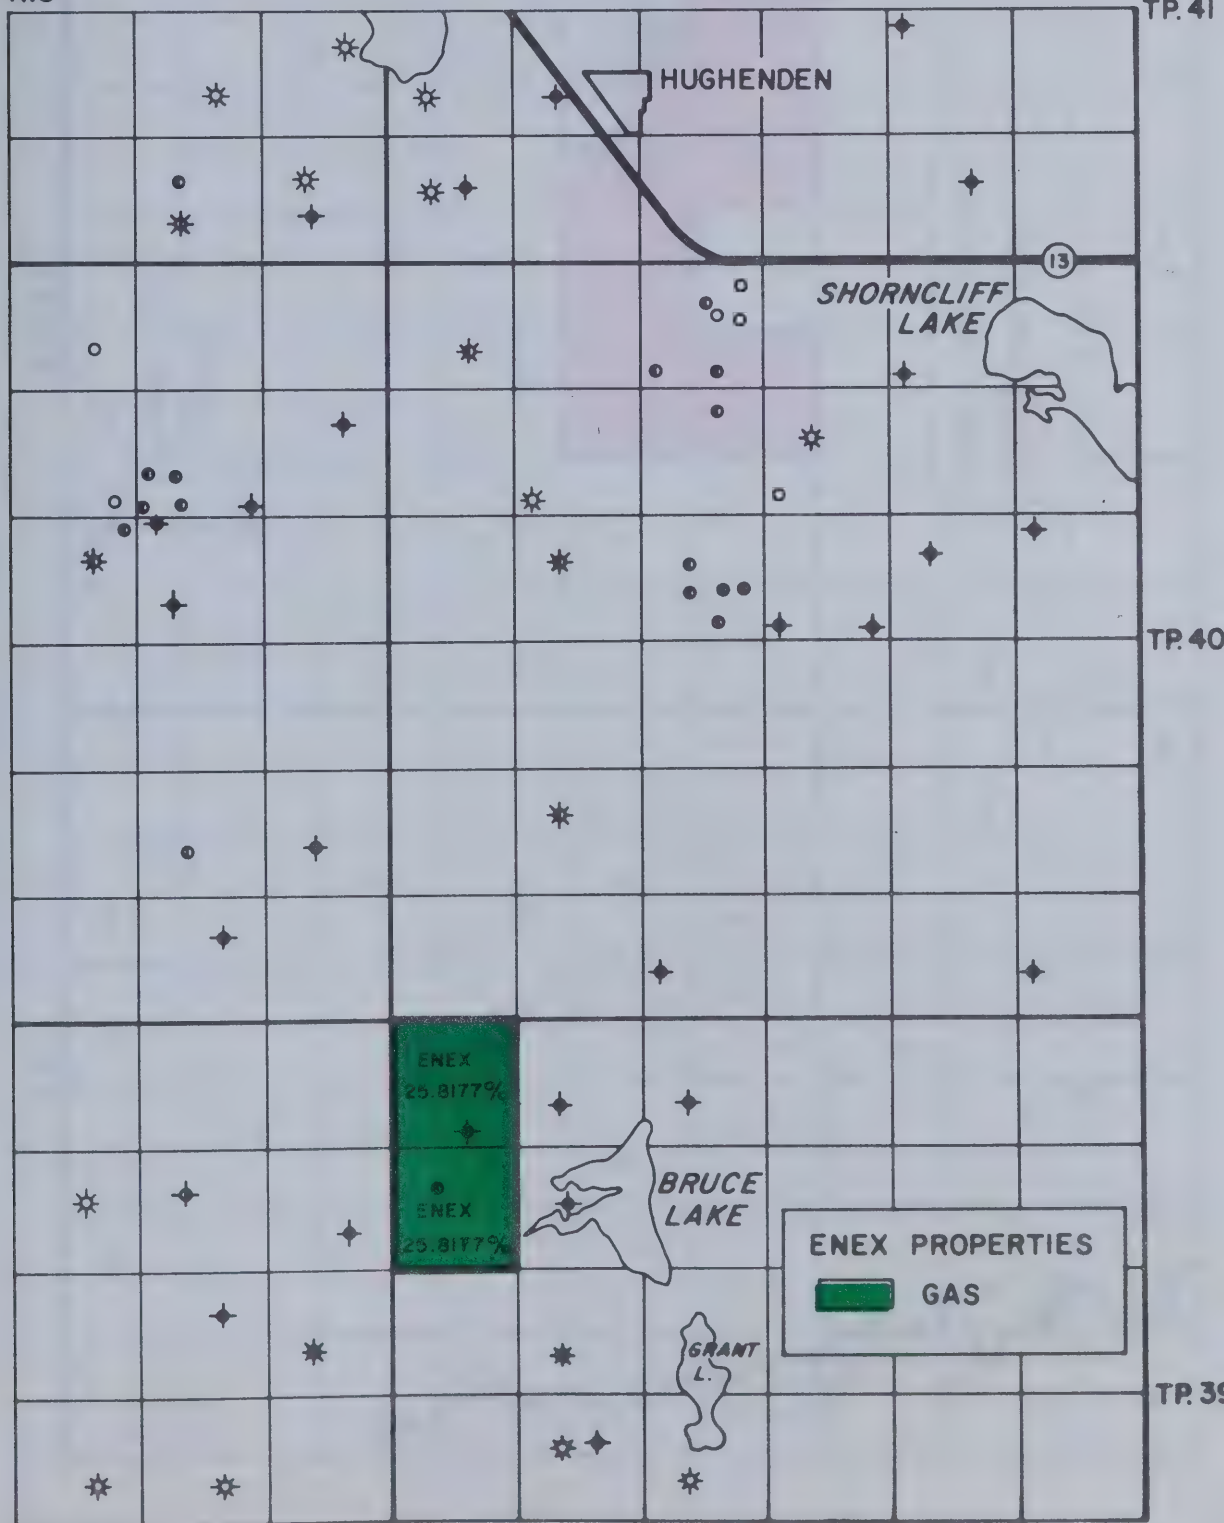 TP. 41
HUGHENDEN
13
SHORNCLIFF
LAKE
TP. 40
ENEX
25.8177%
BRUCE
LAKE
ENEX
25.8177%
ENEX PROPERTIES
GAS
GRANT
L.
TP. 39